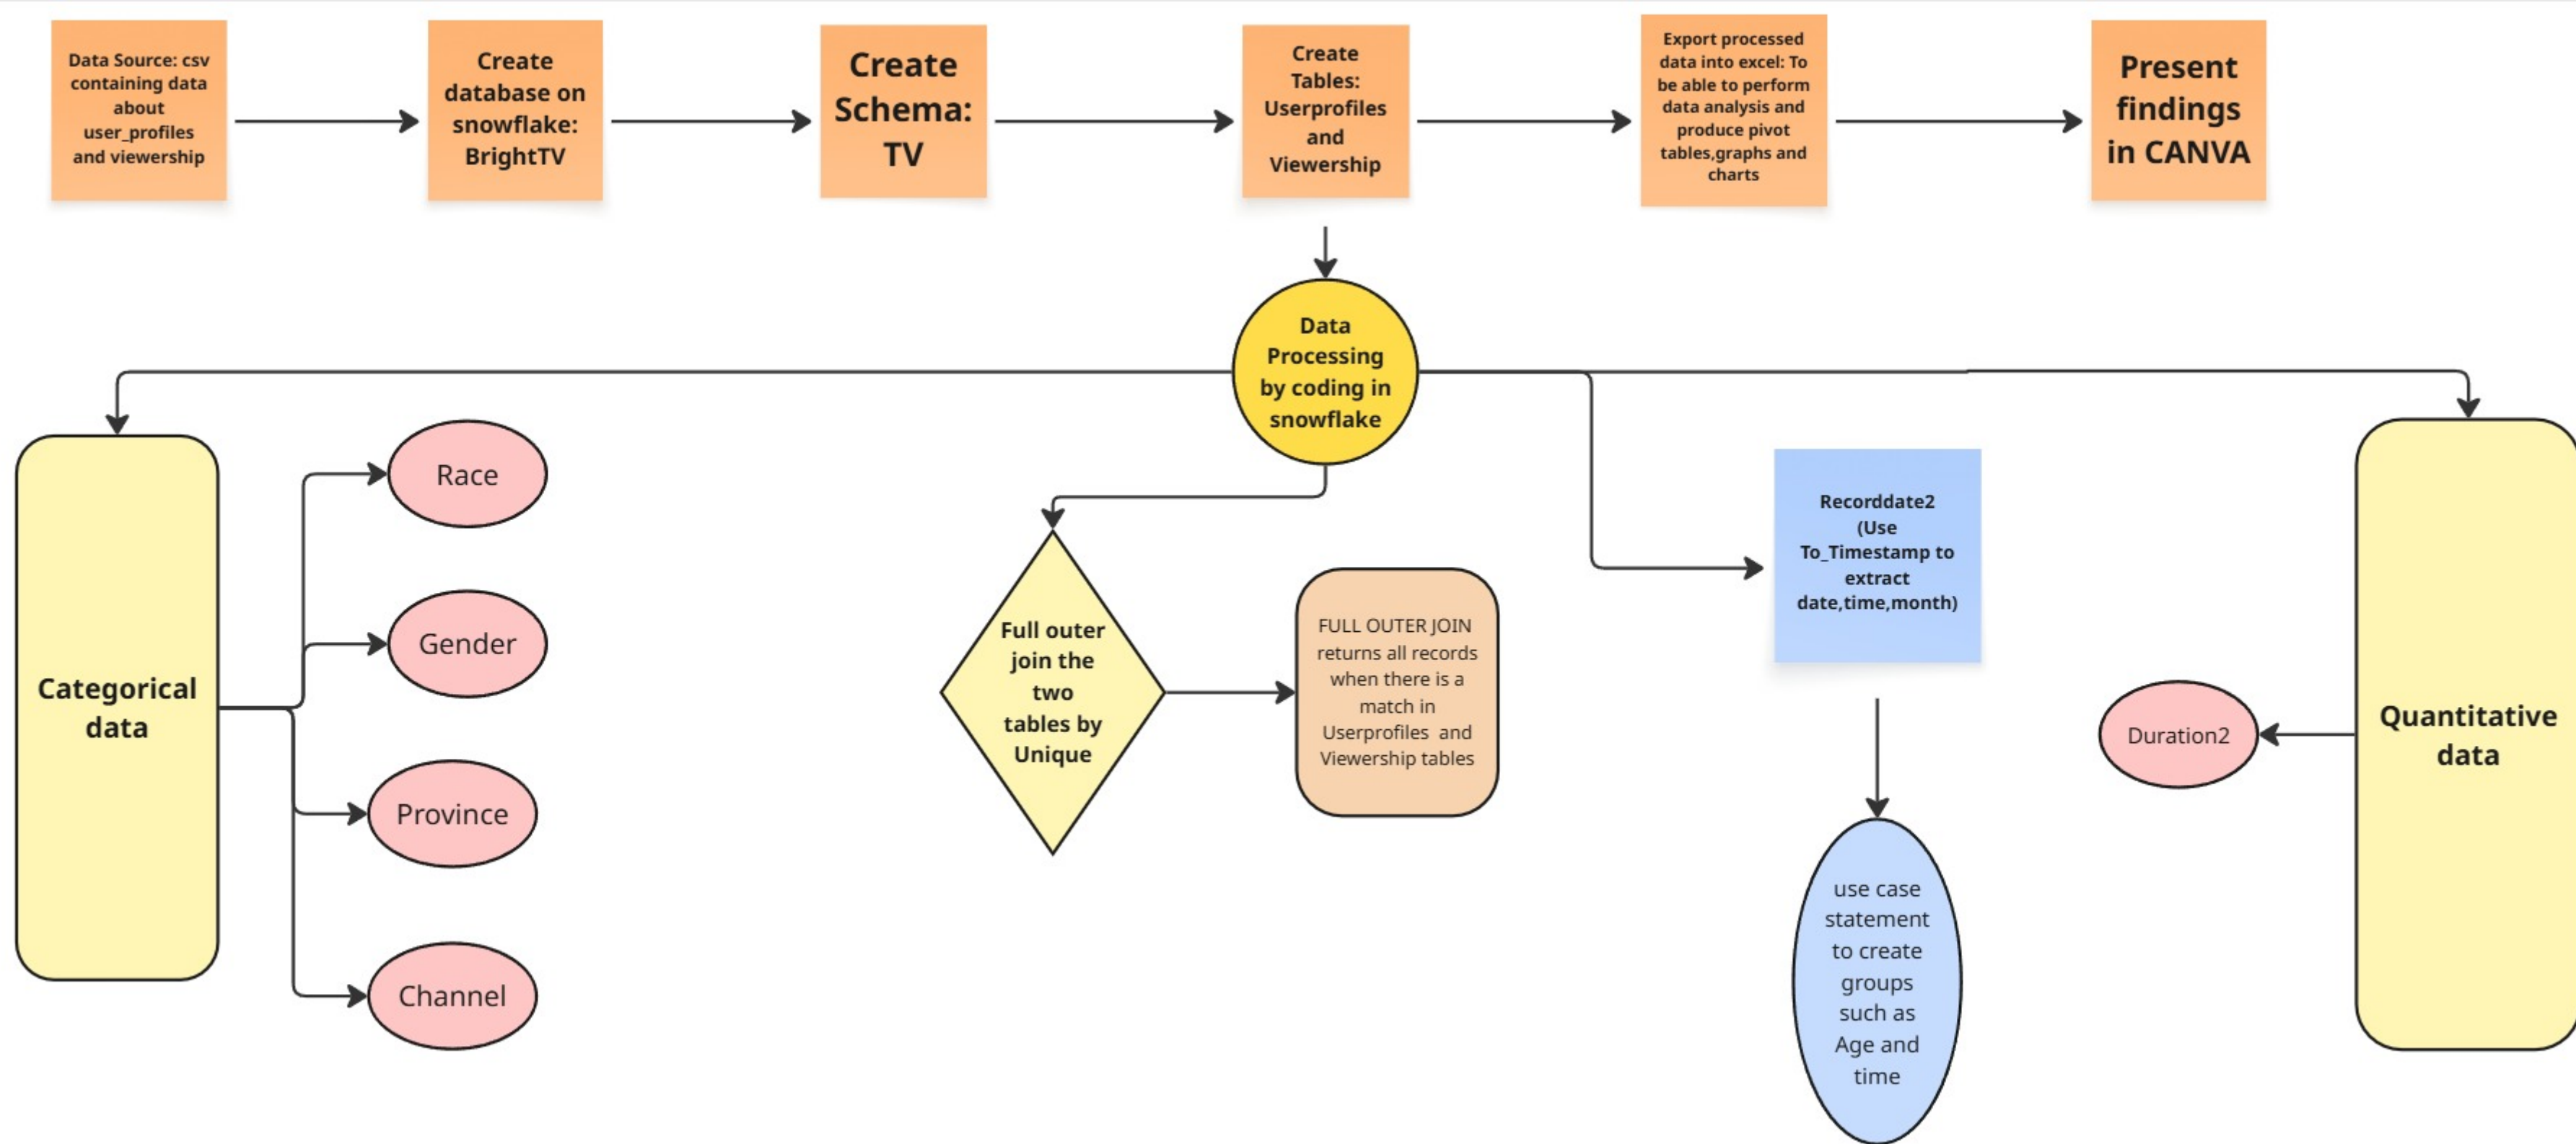 Data Source: csv
containing data
about
user_profiles
and viewership
Create
database on
snowflake:
BrightTV
Create
Schema:
TV
Create
Tables:
Userprofiles
and
Viewership
Export processed
data into excel: To
be able to perform
data analysis and
produce pivot
tables,graphs and
charts
Present
findings
in CANVA
Data
Processing
by coding in
snowflake
Categorical
data
Race
Gender
Province
Channel
Full outer
join the
two
tables by
Unique
FULL OUTER JOIN
returns all records
when there is a
match in
Userprofiles and
Viewership tables
Recorddate2
(Use
To_Timestamp to
extract
date,time,month)
use case
statement
to create
groups
such as
Age and
time
Duration2
Quantitative
data